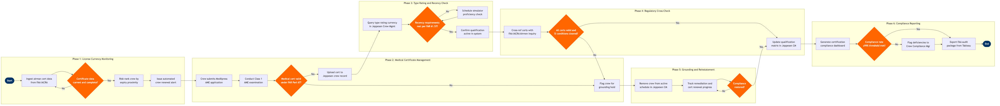 Phase 1: License Currency Monitoring
Start
Ingest airman cert data
from FAA IACRA
Certificate data
current and complete?
No
Yes
Risk-rank crew by
expiry proximity
Issue automated
crew renewal alert
Phase 2: Medical Certificate Management
Crew submits MedXpress
AME application
Conduct Class 1
AME examination
Medical cert valid
under FAR Part 67?
Yes
Upload cert to
Jeppesen crew record
No
Flag crew for
grounding hold
Phase 3: Type Rating and Recency Check
Query type rating currency
in Jeppesen Crew Mgmt
Recency requirements
met per FAR 61.57?
No
Schedule simulator
proficiency check
Yes
Confirm qualification
active in system
Phase 4: Regulatory Cross-Check
Cross-ref certs with
FAA IACRA Airmen Inquiry
All certs valid and
SI conditions cleared?
Yes
No
Update qualification
matrix in Jeppesen CM
Phase 5: Grounding and Reinstatement
Remove crew from active
schedule in Jeppesen CM
Track remediation and
cert renewal progress
Compliance
restored?
No
Yes
Phase 6: Compliance Reporting
Generate certification
compliance dashboard
Compliance rate
≥99% threshold met?
Yes
No
Flag deficiencies to
Crew Compliance Mgr
Export FAA audit
package from Tableau
End